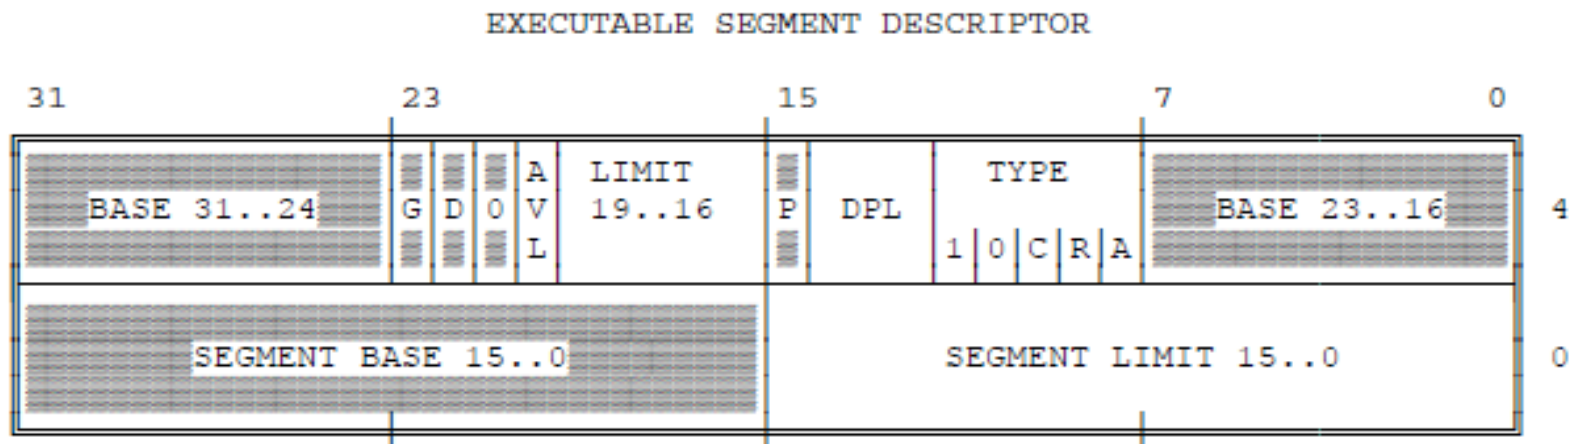 EXECUTABLE SEGMENT DESCRIPTOR
31 23 15 7 0
A LIMIT TYPE
BASE 31..24 G D 0 V 19..16 P DPL BASE 23..16 4
L 1 0 C R A
SEGMENT BASE 15..0 SEGMENT LIMIT 15..0 0